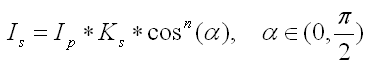 I_s = I_p * K_s * cos^n(α),   α ∈ (0, π/2)